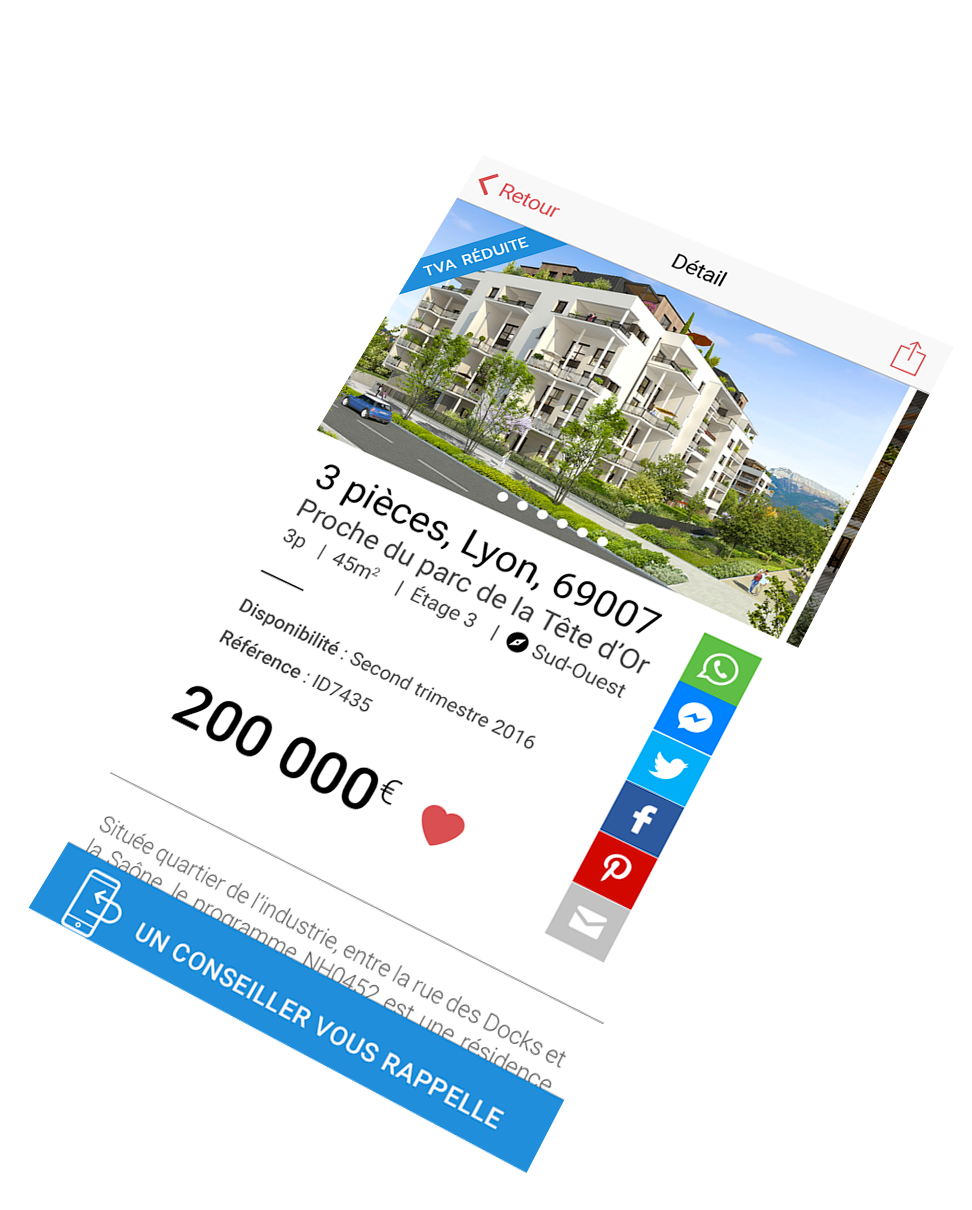 Retour
Détail
TVA RÉDUITE
3 pièces, Lyon, 69007
Proche du parc de la Tête d'Or
3p | 45m² | Étage 3 | Sud-Ouest
Disponibilité : Second trimestre 2016
Référence : ID7435
200 000€
Située quartier de l'industrie, entre la rue des Docks et
la Saône, le programme NH0452 est une résidence
UN CONSEILLER VOUS RAPPELLE